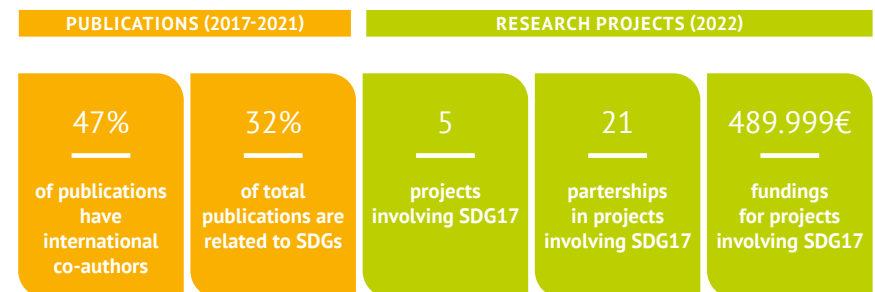 PUBLICATIONS (2017-2021)
RESEARCH PROJECTS (2022)
47%
of publications
have
international
co-authors
32%
of total
publications are
related to SDGs
5
projects
involving SDG17
21
parterships
in projects
involving SDG17
489.999€
fundings
for projects
involving SDG17